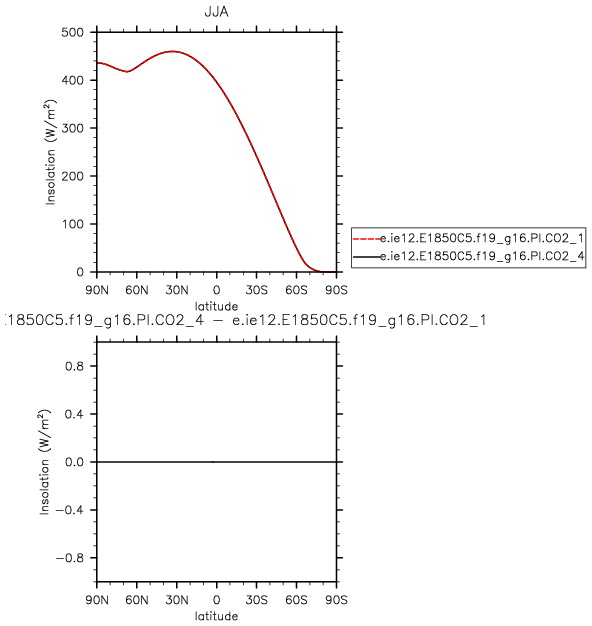 JJA
500
400
300
200
100
0
Insolation (W/m²)
90N 60N 30N 0 30S 60S 90S
latitude
e.ie12.E1850C5.f19_g16.PI.CO2_1
e.ie12.E1850C5.f19_g16.PI.CO2_4
.1850C5.f19_g16.PI.CO2_4 − e.ie12.E1850C5.f19_g16.PI.CO2_1
0.8
0.4
0.0
−0.4
−0.8
Insolation (W/m²)
90N 60N 30N 0 30S 60S 90S
latitude